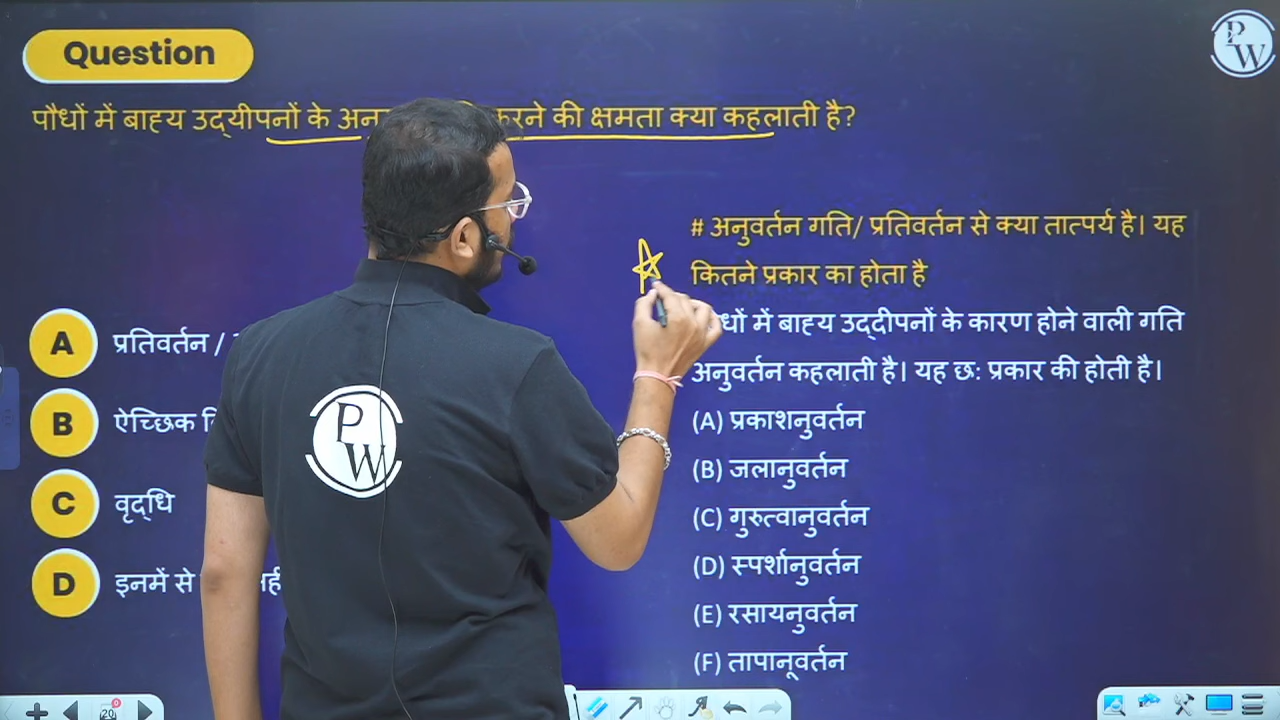 Question
PW
पौधों में बाह्य उद्यीपनों के करने की क्षमता क्या कहलाती है?
# अनुवर्तन गति/ प्रतिवर्तन से क्या तात्पर्य है। यह
कितने प्रकार का होता है
में बाह्य उद्दीपनों के कारण होने वाली गति
अनुवर्तन कहलाती है। यह छः प्रकार की होती है।
A प्रतिवर्तन /
B ऐच्छिक
C वृद्धि
D इनमें से
(A) प्रकाशनुवर्तन
(B) जलानुवर्तन
(C) गुरुत्वानुवर्तन
(D) स्पर्शानुवर्तन
(E) रसायनुवर्तन
(F) तापानूवर्तन
PW
20